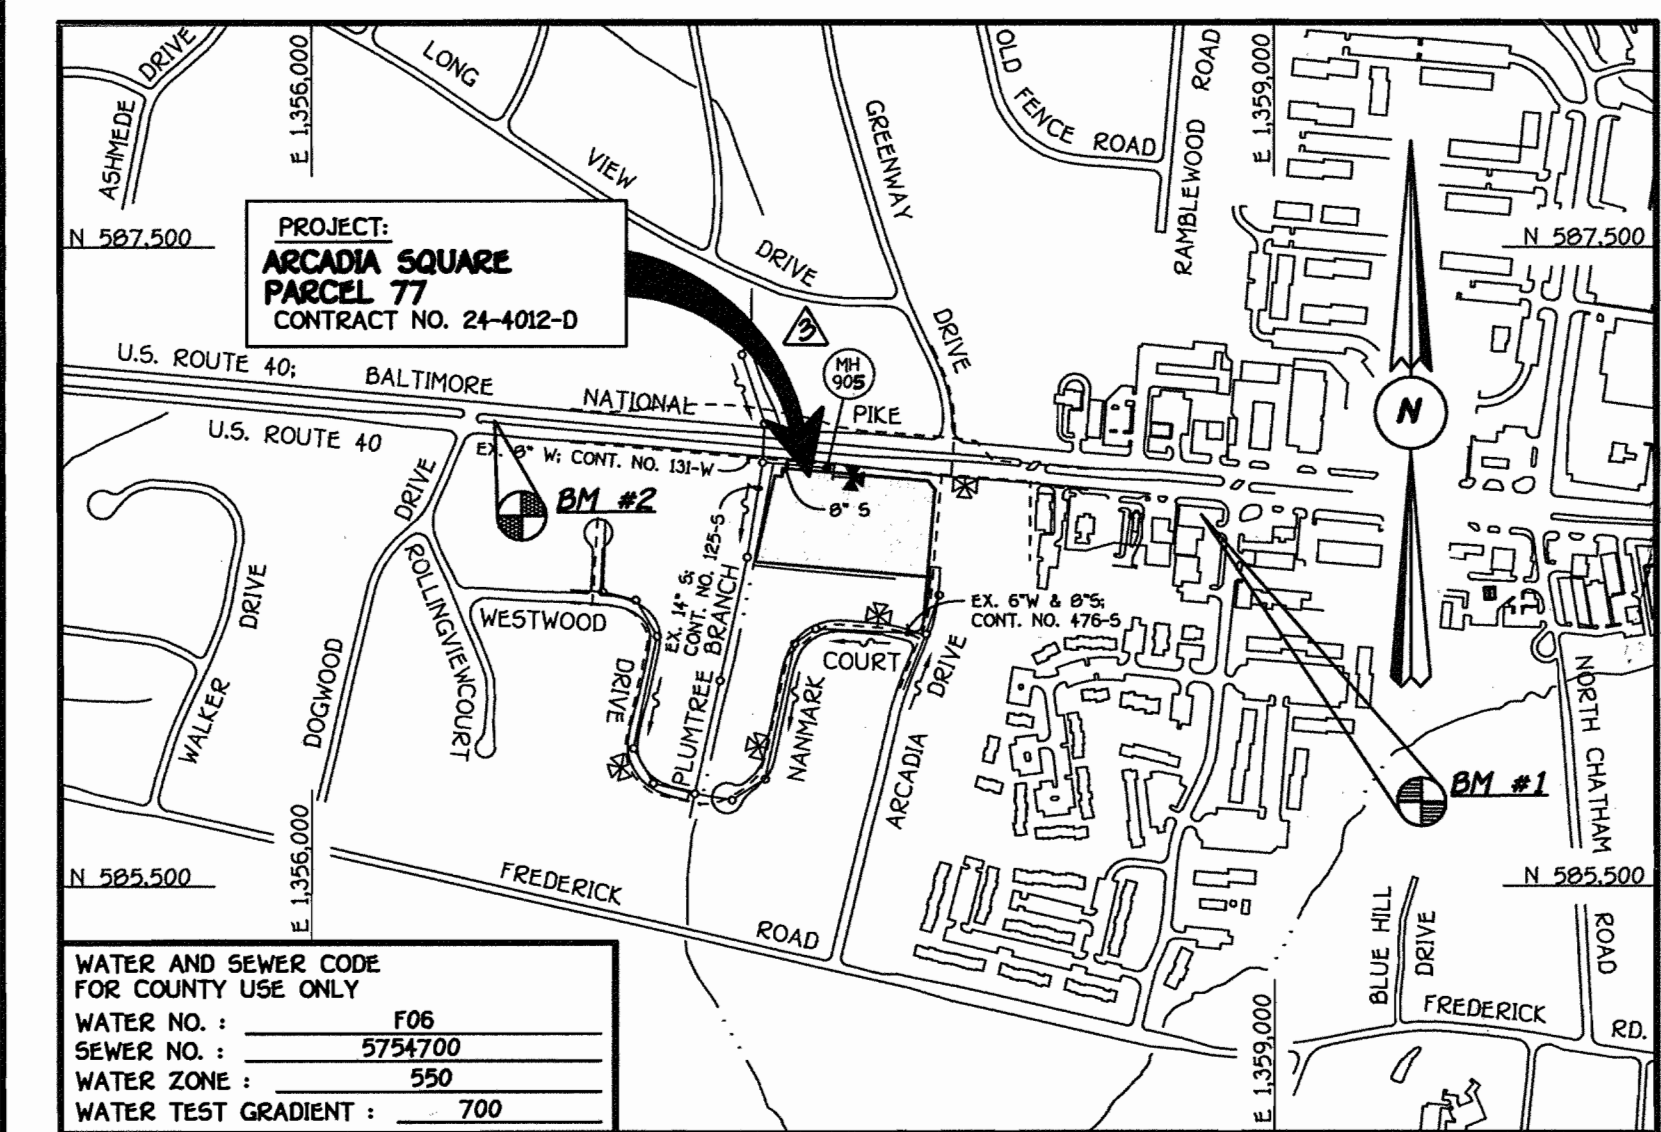 ASHMEDE
DRIVE
E 1,356,000
LONG
VIEW
DRIVE
GREENWAY
DRIVE
OLD FENCE ROAD
RAMBLEWOOD ROAD
E 1,359,000
N 587,500
N 587,500
PROJECT:
ARCADIA SQUARE
PARCEL 77
CONTRACT NO. 24-4012-D
3
MH
905
U.S. ROUTE 40;
BALTIMORE
NATIONAL
PIKE
U.S. ROUTE 40
EX. 8" W; CONT. NO. 131-W
N
BM #2
8" S
EX. 14" S;
CONT. NO. 125-S
PLUMTREE BRANCH
EX. 6"W & 8"S;
CONT. NO. 476-S
WALKER
DRIVE
DOGWOOD
DRIVE
ROLLINGVIEW COURT
WESTWOOD
DRIVE
NANMARK
COURT
ARCADIA
DRIVE
BM #1
NORTH CHATHAM
ROAD
N 585,500
E 1,356,000
FREDERICK
ROAD
N 585,500
BLUE HILL
DRIVE
FREDERICK
RD.
E 1,359,000
WATER AND SEWER CODE
FOR COUNTY USE ONLY
WATER NO. : F06
SEWER NO. : 5754700
WATER ZONE : 550
WATER TEST GRADIENT : 700